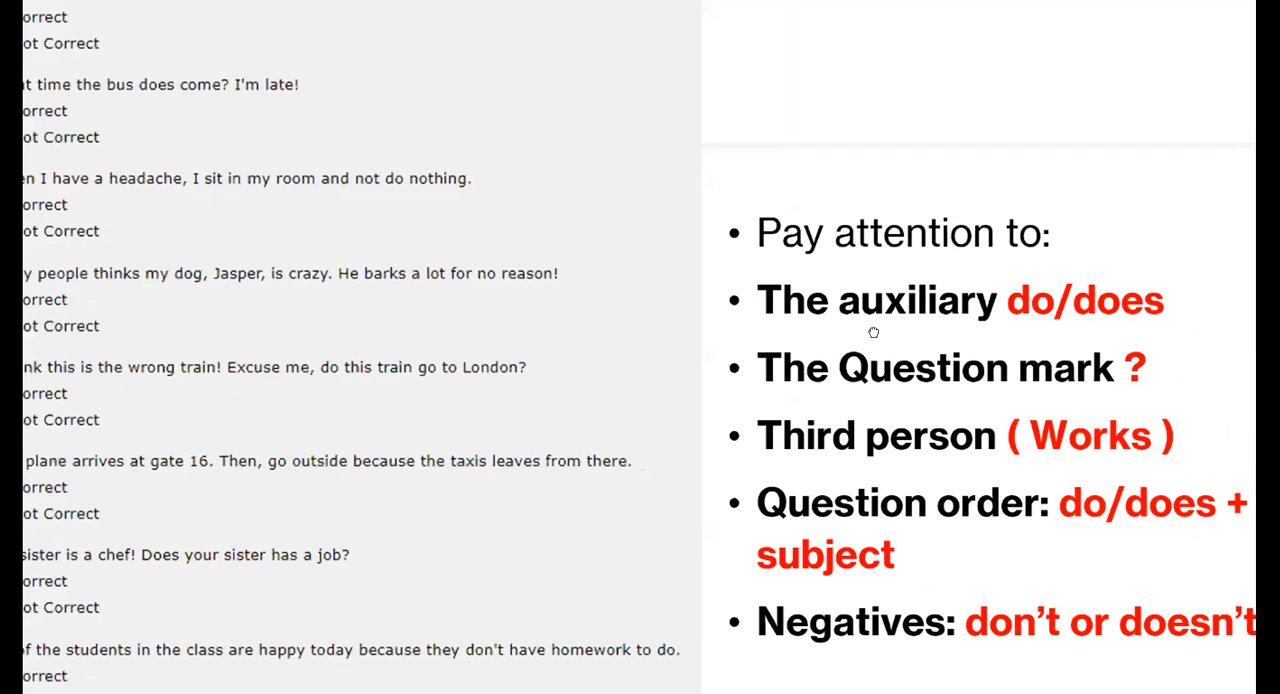 orrect
ot Correct
t time the bus does come? I'm late!
orrect
ot Correct
n I have a headache, I sit in my room and not do nothing.
orrect
ot Correct
y people thinks my dog, Jasper, is crazy. He barks a lot for no reason!
orrect
ot Correct
nk this is the wrong train! Excuse me, do this train go to London?
orrect
ot Correct
plane arrives at gate 16. Then, go outside because the taxis leaves from there.
orrect
ot Correct
sister is a chef! Does your sister has a job?
orrect
ot Correct
f the students in the class are happy today because they don't have homework to do.
orrect
• Pay attention to:
• The auxiliary do/does
• The Question mark ?
• Third person ( Works )
• Question order: do/does +
subject
• Negatives: don’t or doesn’t